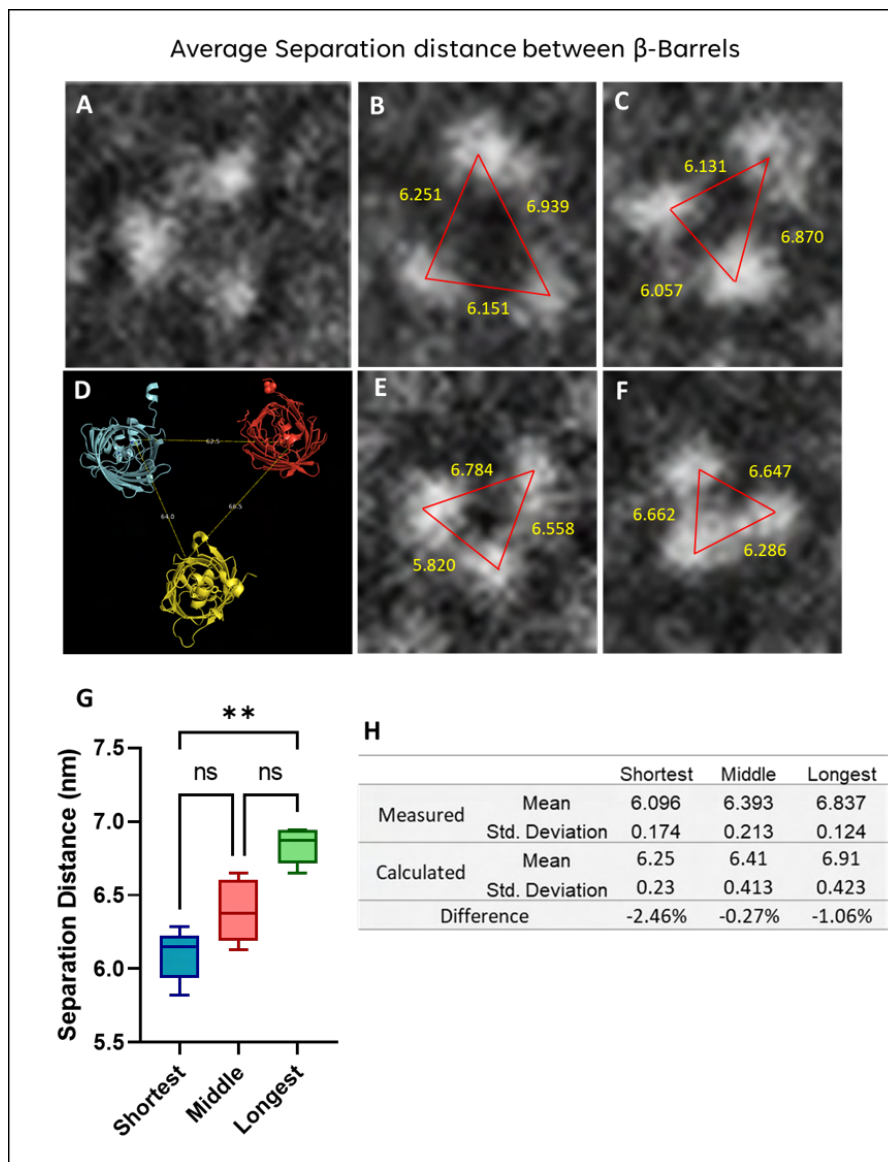 Average Separation distance between β-Barrels
A
B
6.251
6.939
6.151
C
6.131
6.870
6.057
D
62.5
64.0
E
6.784
6.558
5.820
F
6.647
6.662
6.286
G
**
ns ns
Separation Distance (nm)
7.5
7.0
6.5
6.0
5.5
Shortest
Middle
Longest
H
Shortest Middle Longest
Measured Mean 6.096 6.393 6.837
Std. Deviation 0.174 0.213 0.124
Calculated Mean 6.25 6.41 6.91
Std. Deviation 0.23 0.413 0.423
Difference -2.46% -0.27% -1.06%